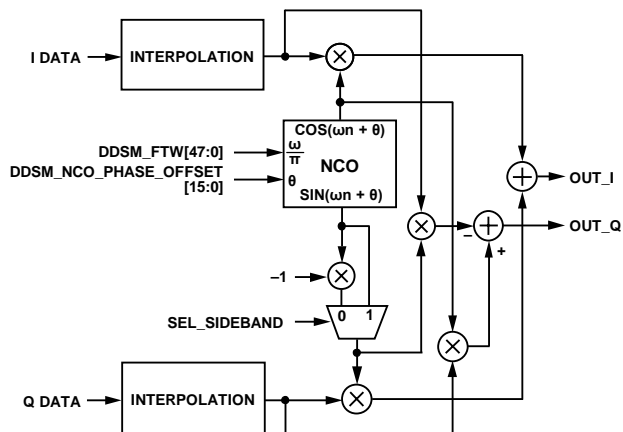 I DATA
INTERPOLATION
COS(ωn + θ)
DDSM_FTW[47:0]
ω
π
NCO
DDSM_NCO_PHASE_OFFSET
[15:0]
θ
SIN(ωn + θ)
OUT_I
OUT_Q
–
+
–1
0 1
SEL_SIDEBAND
Q DATA
INTERPOLATION